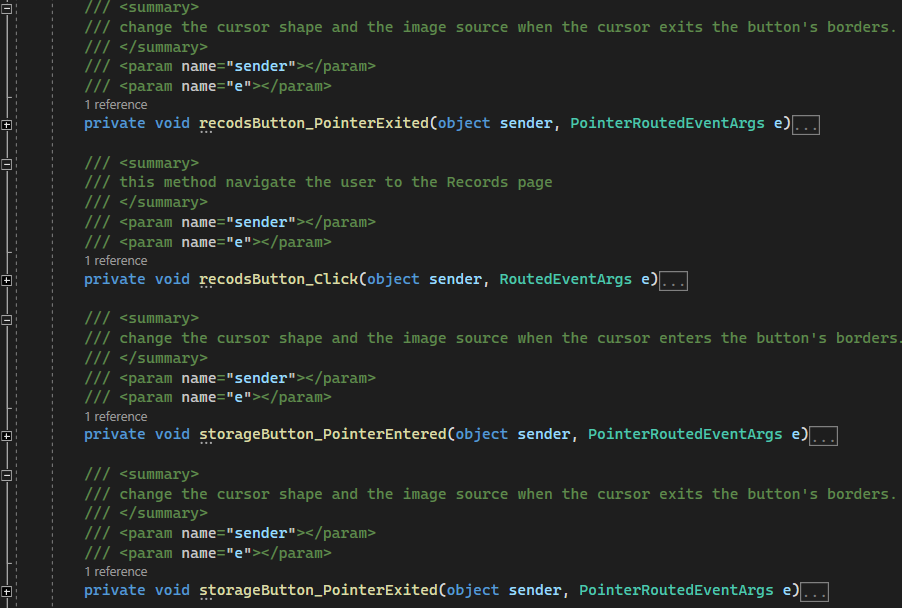 /// <summary>
/// change the cursor shape and the image source when the cursor exits the button's borders.
/// </summary>
/// <param name="sender"></param>
/// <param name="e"></param>
1 reference
private void recodsButton_PointerExited(object sender, PointerRoutedEventArgs e)...
/// <summary>
/// this method navigate the user to the Records page
/// </summary>
/// <param name="sender"></param>
/// <param name="e"></param>
1 reference
private void recodsButton_Click(object sender, RoutedEventArgs e)...
/// <summary>
/// change the cursor shape and the image source when the cursor enters the button's borders.
/// </summary>
/// <param name="sender"></param>
/// <param name="e"></param>
1 reference
private void storageButton_PointerEntered(object sender, PointerRoutedEventArgs e)...
/// <summary>
/// change the cursor shape and the image source when the cursor exits the button's borders.
/// </summary>
/// <param name="sender"></param>
/// <param name="e"></param>
1 reference
private void storageButton_PointerExited(object sender, PointerRoutedEventArgs e)...